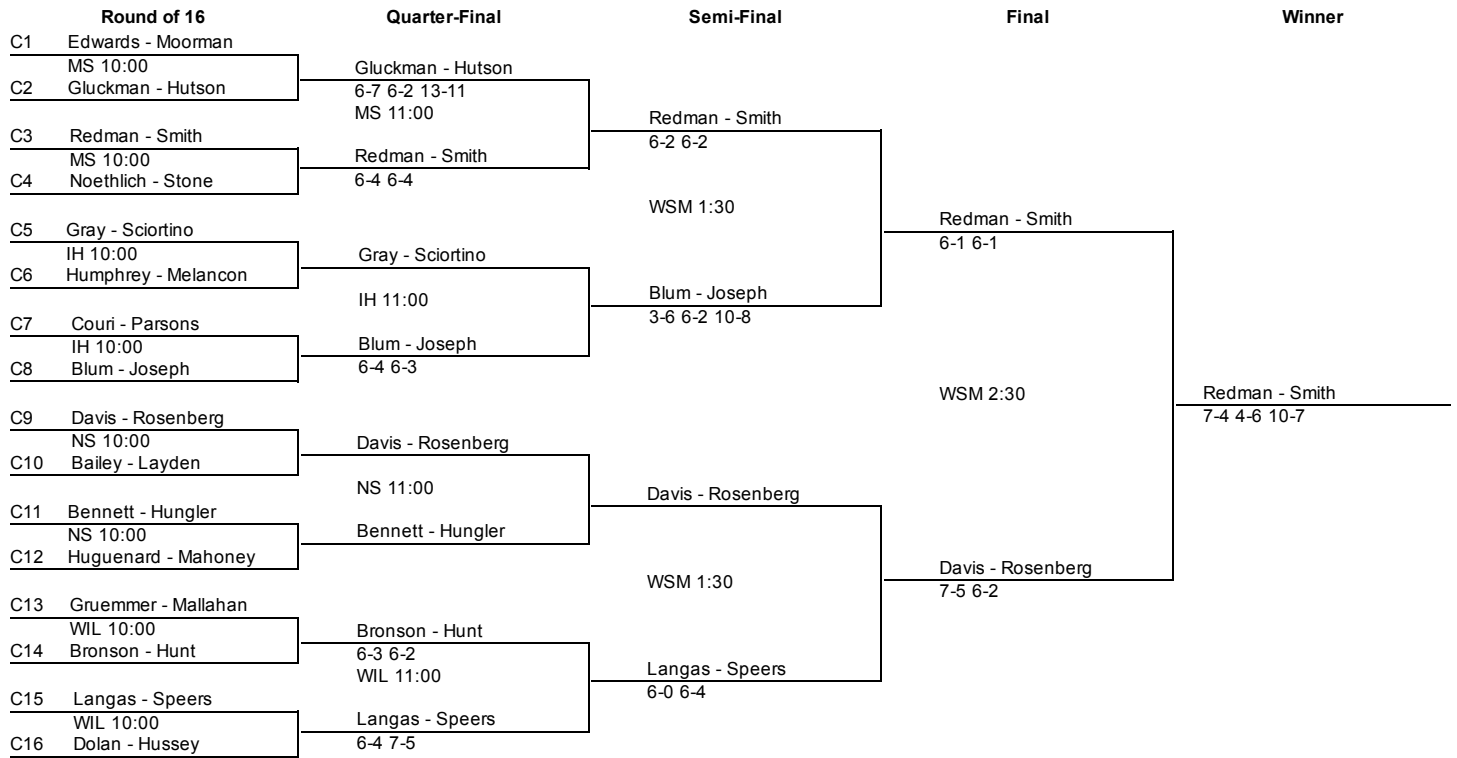 Round of 16 Quarter-Final Semi-Final Final Winner
C1 Edwards - Moorman
MS 10:00
C2 Gluckman - Hutson
C3 Redman - Smith
MS 10:00
C4 Noethlich - Stone
C5 Gray - Sciortino
IH 10:00
C6 Humphrey - Melancon
C7 Couri - Parsons
IH 10:00
C8 Blum - Joseph
C9 Davis - Rosenberg
NS 10:00
C10 Bailey - Layden
C11 Bennett - Hungler
NS 10:00
C12 Huguenard - Mahoney
C13 Gruemmer - Mallahan
WIL 10:00
C14 Bronson - Hunt
C15 Langas - Speers
WIL 10:00
C16 Dolan - Hussey
Gluckman - Hutson
6-7 6-2 13-11
MS 11:00
Redman - Smith
6-4 6-4
Gray - Sciortino
IH 11:00
Blum - Joseph
6-4 6-3
Davis - Rosenberg
NS 11:00
Bennett - Hungler
Bronson - Hunt
6-3 6-2
WIL 11:00
Langas - Speers
6-4 7-5
Redman - Smith
6-2 6-2
WSM 1:30
Blum - Joseph
3-6 6-2 10-8
Davis - Rosenberg
WSM 1:30
Langas - Speers
6-0 6-4
Redman - Smith
6-1 6-1
WSM 2:30
Davis - Rosenberg
7-5 6-2
Redman - Smith
7-4 4-6 10-7